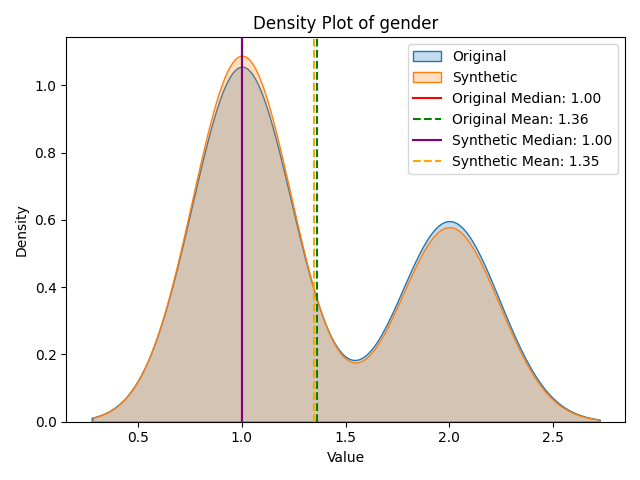 Density Plot of gender
Original
Synthetic
Original Median: 1.00
Original Mean: 1.36
Synthetic Median: 1.00
Synthetic Mean: 1.35
Density
1.0
0.8
0.6
0.4
0.2
0.0
0.5
1.0
1.5
2.0
2.5
Value